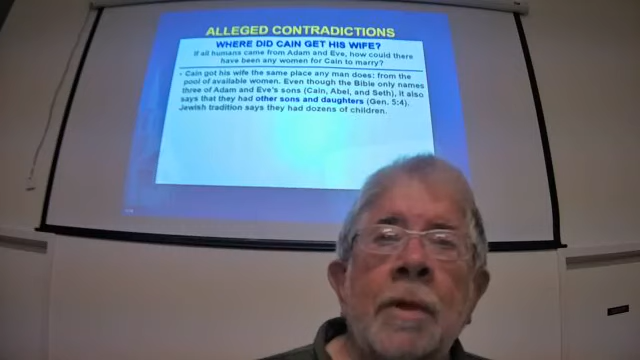 ALLEGED CONTRADICTIONS
WHERE DID CAIN GET HIS WIFE?
If all humans came from Adam and Eve, how could there
have been any women for Cain to marry?
• Cain got his wife the same place any man does: from the
pool of available women. Even though the Bible only names
three of Adam and Eve's sons (Cain, Abel, and Seth), it also
says that they had other sons and daughters (Gen. 5:4).
Jewish tradition says they had dozens of children.